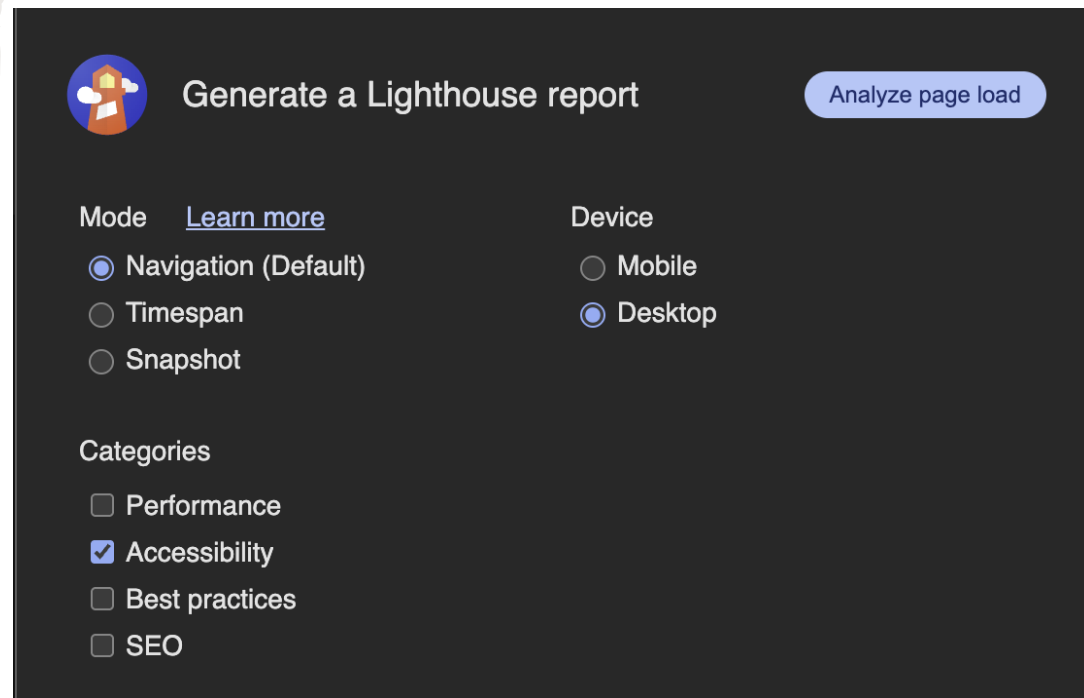 Generate a Lighthouse report
Analyze page load
Mode Learn more
Navigation (Default)
Timespan
Snapshot
Device
Mobile
Desktop
Categories
Performance
Accessibility
Best practices
SEO